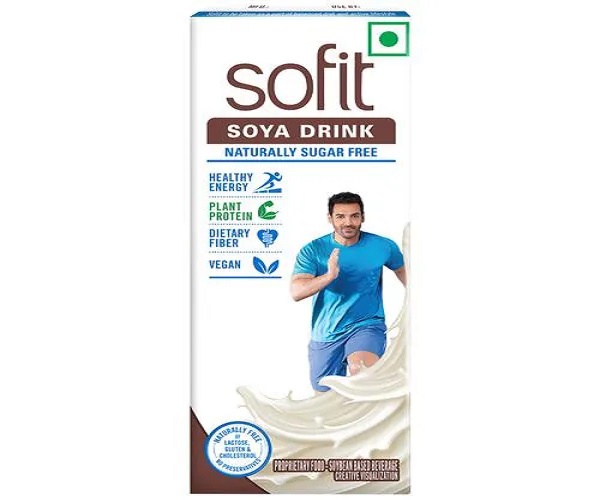 sofit
SOYA DRINK
NATURALLY SUGAR FREE
HEALTHY
ENERGY
PLANT
PROTEIN
DIETARY
FIBER
VEGAN
NATURALLY FREE
OF
LACTOSE,
GLUTEN &
CHOLESTEROL
NO PRESERVATIVES
PROPRIETARY FOOD - SOYBEAN BASED BEVERAGE
CREATIVE VISUALIZATION